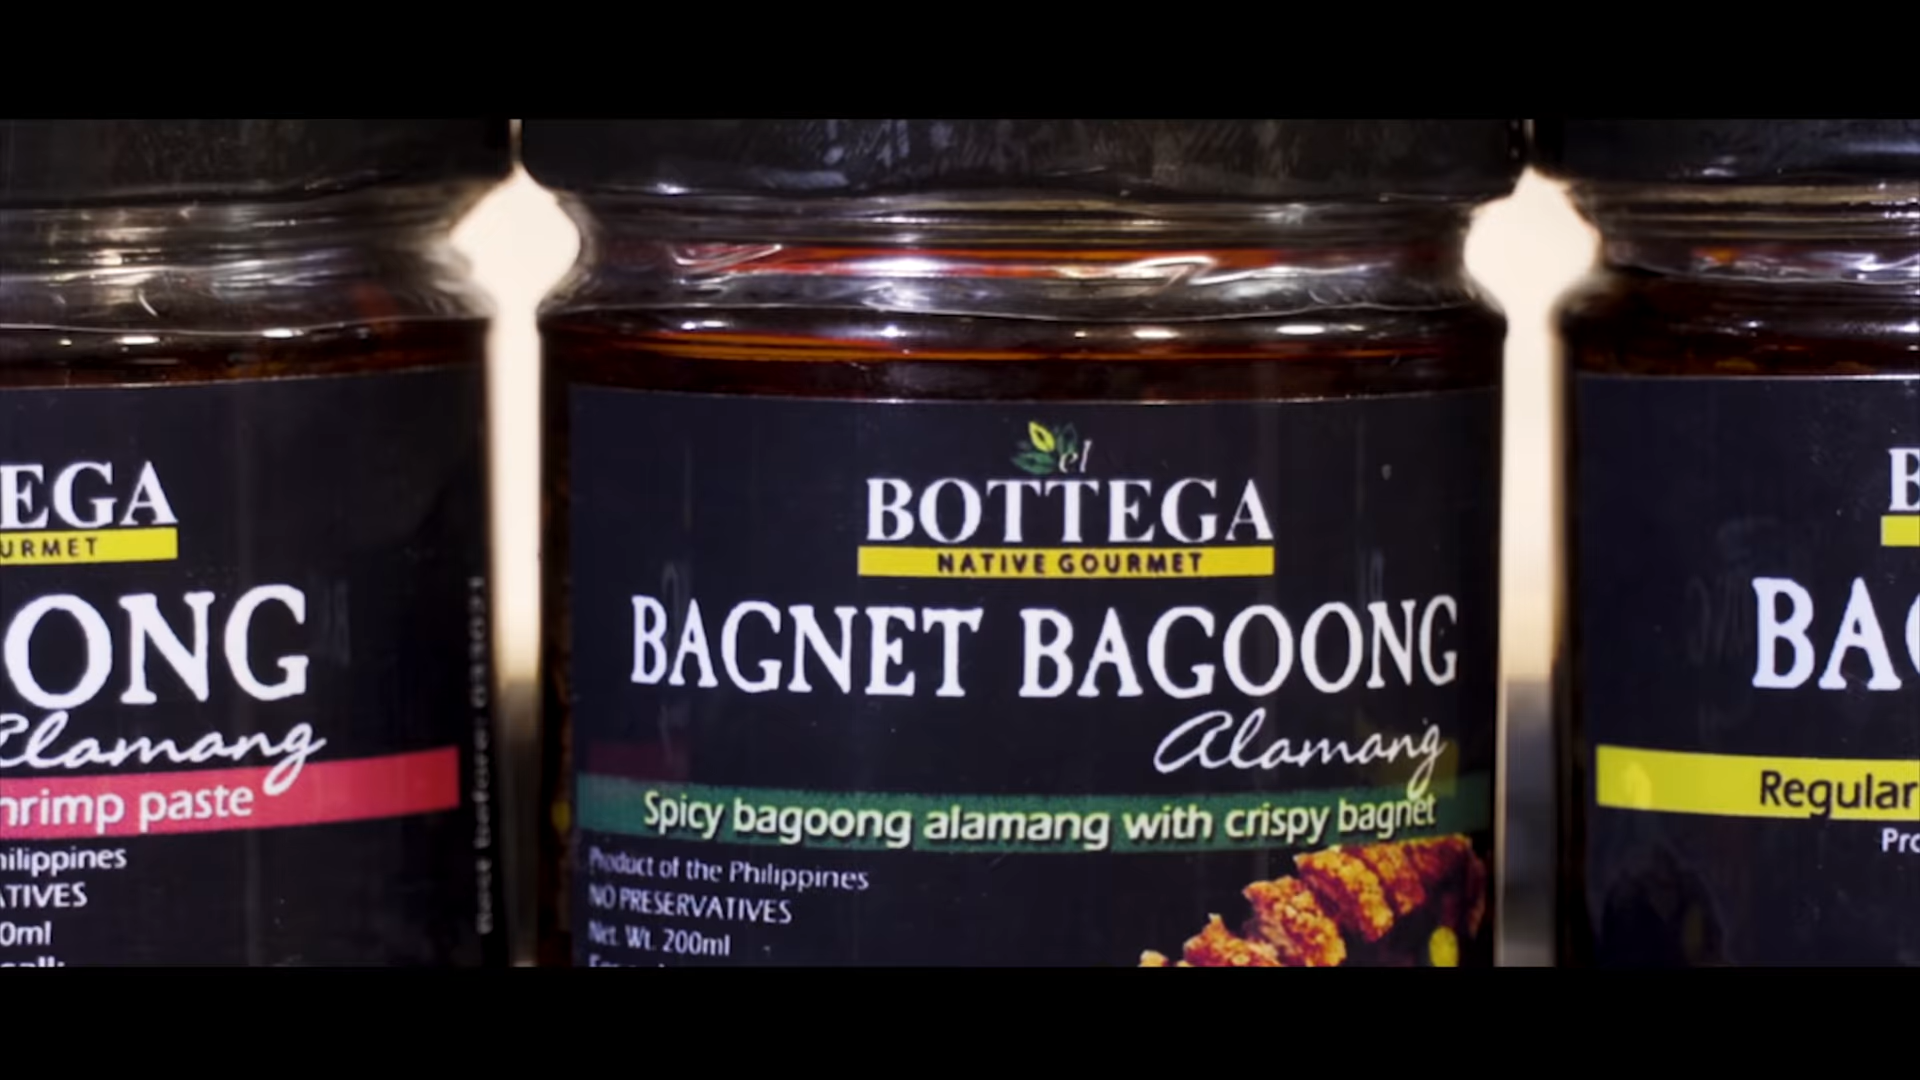 EGA
URMET
ONG
Alamang
hrimp paste
hilippines
ATIVES
0ml
el
BOTTEGA
NATIVE GOURMET
BAGNET BAGOONG
Alamang
Spicy bagoong alamang with crispy bagnet
Product of the Philippines
NO PRESERVATIVES
Net. Wt. 200ml
B
BAG
Regular
Pro